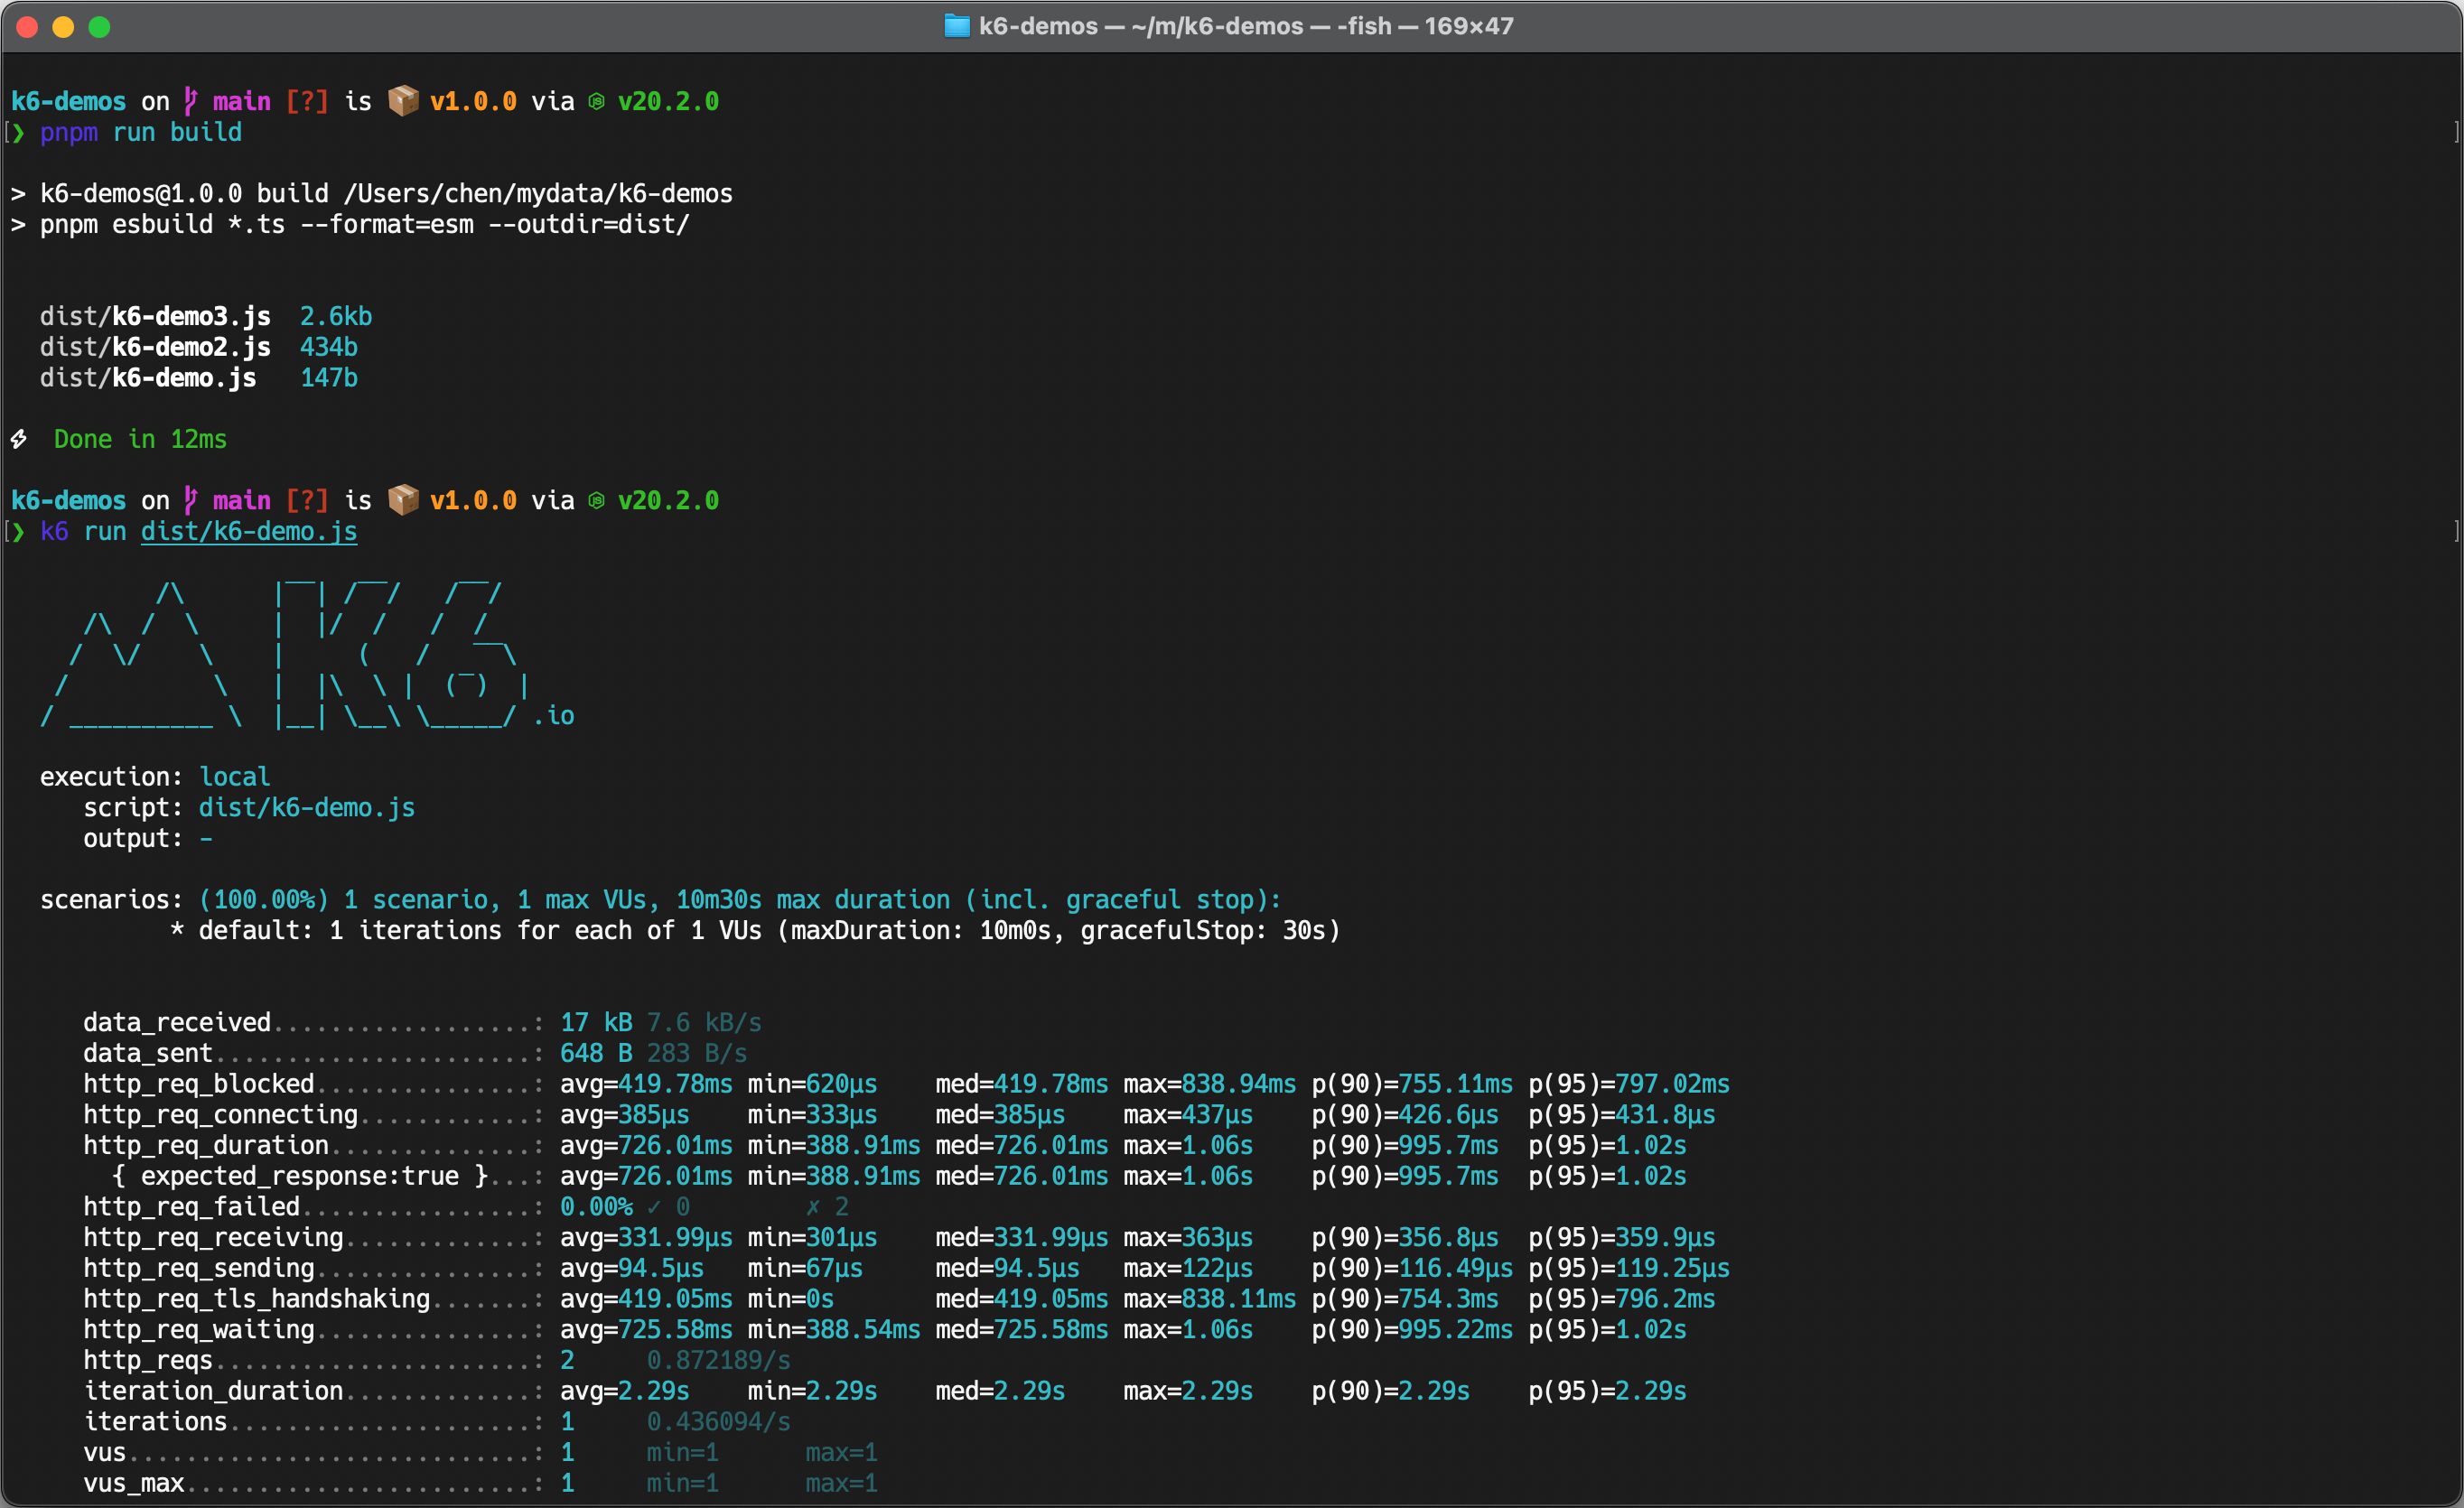 k6-demos — ~/m/k6-demos — -fish — 169×47
k6-demos on main [?] is 📦 v1.0.0 via v20.2.0
[❯ pnpm run build ]
> k6-demos@1.0.0 build /Users/chen/mydata/k6-demos
> pnpm esbuild *.ts --format=esm --outdir=dist/
dist/k6-demo3.js  2.6kb
dist/k6-demo2.js  434b
dist/k6-demo.js   147b
⚡ Done in 12ms
k6-demos on main [?] is 📦 v1.0.0 via v20.2.0
[❯ k6 run dist/k6-demo.js ]
          /\      |‾‾| /‾‾/   /‾‾/
     /\  /  \     |  |/  /   /  /
    /  \/    \    |     (   /   ‾‾\
   /          \   |  |\  \ |  (‾)  |
  / __________ \  |__| \__\ \_____/ .io
execution: local
script: dist/k6-demo.js
output: -
scenarios: (100.00%) 1 scenario, 1 max VUs, 10m30s max duration (incl. graceful stop):
* default: 1 iterations for each of 1 VUs (maxDuration: 10m0s, gracefulStop: 30s)
data_received..................: 17 kB 7.6 kB/s
data_sent......................: 648 B 283 B/s
http_req_blocked...............: avg=419.78ms min=620µs    med=419.78ms max=838.94ms p(90)=755.11ms p(95)=797.02ms
http_req_connecting............: avg=385µs    min=333µs    med=385µs    max=437µs    p(90)=426.6µs  p(95)=431.8µs
http_req_duration..............: avg=726.01ms min=388.91ms med=726.01ms max=1.06s    p(90)=995.7ms  p(95)=1.02s
{ expected_response:true }...: avg=726.01ms min=388.91ms med=726.01ms max=1.06s    p(90)=995.7ms  p(95)=1.02s
http_req_failed................: 0.00% ✓ 0        ✗ 2
http_req_receiving.............: avg=331.99µs min=301µs    med=331.99µs max=363µs    p(90)=356.8µs  p(95)=359.9µs
http_req_sending...............: avg=94.5µs   min=67µs     med=94.5µs   max=122µs    p(90)=116.49µs p(95)=119.25µs
http_req_tls_handshaking.......: avg=419.05ms min=0s       med=419.05ms max=838.11ms p(90)=754.3ms  p(95)=796.2ms
http_req_waiting...............: avg=725.58ms min=388.54ms med=725.58ms max=1.06s    p(90)=995.22ms p(95)=1.02s
http_reqs......................: 2     0.872189/s
iteration_duration.............: avg=2.29s    min=2.29s    med=2.29s    max=2.29s    p(90)=2.29s    p(95)=2.29s
iterations.....................: 1     0.436094/s
vus............................: 1     min=1      max=1
vus_max........................: 1     min=1      max=1